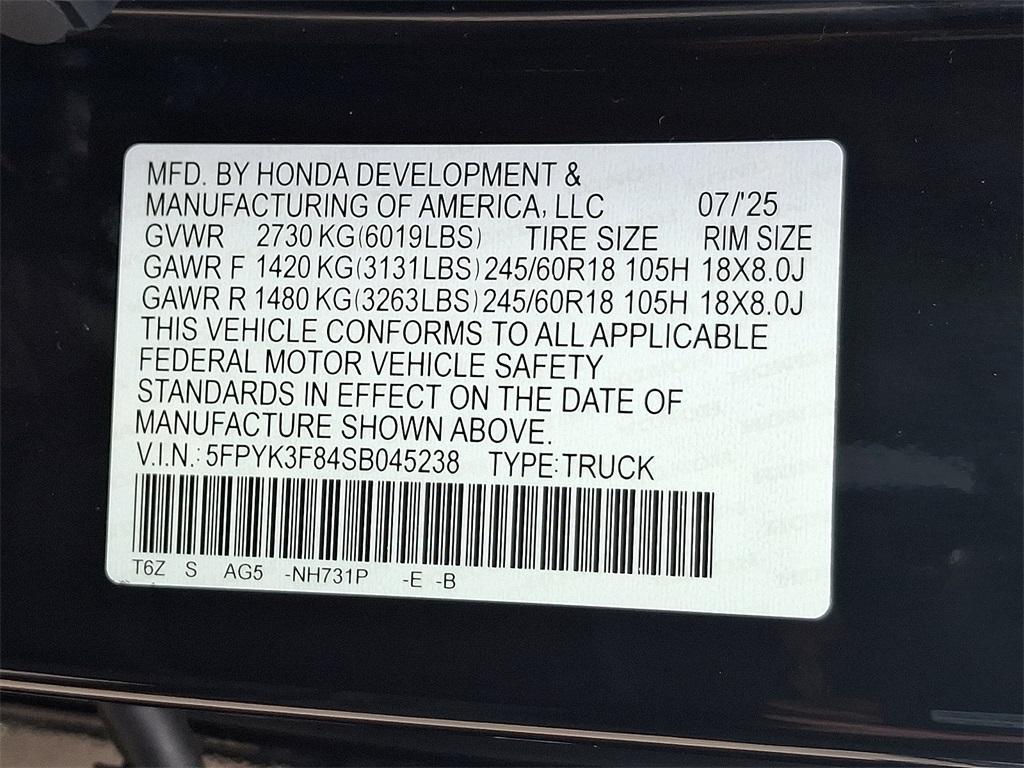 MFD. BY HONDA DEVELOPMENT &
MANUFACTURING OF AMERICA, LLC 07/'25
GVWR 2730 KG(6019LBS) TIRE SIZE RIM SIZE
GAWR F 1420 KG(3131LBS) 245/60R18 105H 18X8.0J
GAWR R 1480 KG(3263LBS) 245/60R18 105H 18X8.0J
THIS VEHICLE CONFORMS TO ALL APPLICABLE
FEDERAL MOTOR VEHICLE SAFETY
STANDARDS IN EFFECT ON THE DATE OF
MANUFACTURE SHOWN ABOVE.
V.I.N.: 5FPYK3F84SB045238 TYPE:TRUCK
T6Z S AG5 -NH731P -E -B